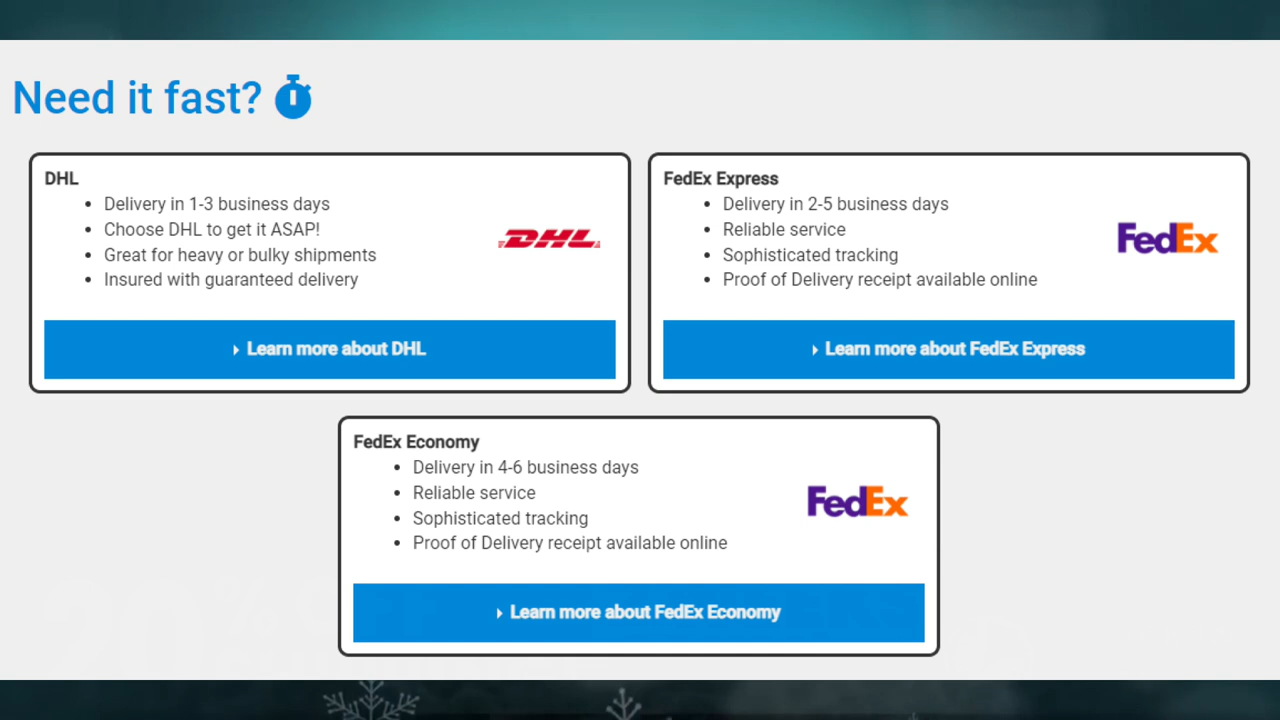 Need it fast?
DHL
• Delivery in 1-3 business days
• Choose DHL to get it ASAP!
• Great for heavy or bulky shipments
• Insured with guaranteed delivery
DHL
Learn more about DHL
FedEx Express
• Delivery in 2-5 business days
• Reliable service
• Sophisticated tracking
• Proof of Delivery receipt available online
FedEx
Learn more about FedEx Express
FedEx Economy
• Delivery in 4-6 business days
• Reliable service
• Sophisticated tracking
• Proof of Delivery receipt available online
FedEx
Learn more about FedEx Economy